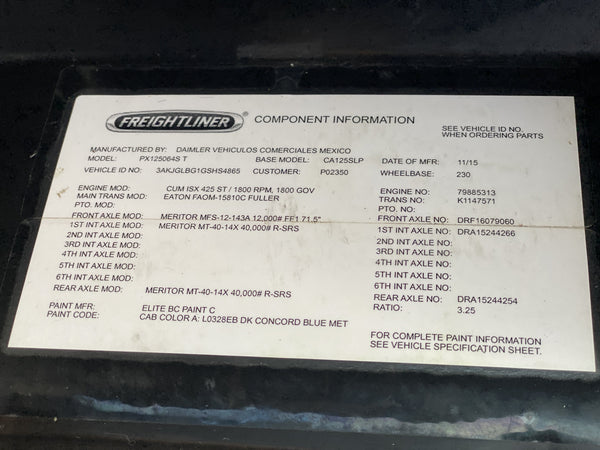 FREIGHTLINER® COMPONENT INFORMATION
SEE VEHICLE ID NO.
WHEN ORDERING PARTS
MANUFACTURED BY: DAIMLER VEHICULOS COMERCIALES MEXICO
MODEL: PX125064S T BASE MODEL: CA125SLP DATE OF MFR: 11/15
VEHICLE ID NO: 3AKJGLBG1GSHS4865 CUSTOMER: P02350 WHEELBASE: 230
ENGINE MOD: CUM ISX 425 ST / 1800 RPM, 1800 GOV ENGINE NO: 79885313
MAIN TRANS MOD: EATON FAOM-15810C FULLER TRANS NO: K1147571
PTO. MOD: PTO. NO:
FRONT AXLE MOD: MERITOR MFS-12-143A 12,000# FF1 71.5" FRONT AXLE NO: DRF16079060
1ST INT AXLE MOD: MERITOR MT-40-14X 40,000# R-SRS 1ST INT AXLE NO: DRA15244266
2ND INT AXLE MOD: 2ND INT AXLE NO:
3RD INT AXLE MOD: 3RD INT AXLE NO:
4TH INT AXLE MOD: 4TH INT AXLE NO:
5TH INT AXLE MOD: 5TH INT AXLE NO:
6TH INT AXLE MOD: 6TH INT AXLE NO:
REAR AXLE MOD: MERITOR MT-40-14X 40,000# R-SRS REAR AXLE NO: DRA15244254
RATIO: 3.25
PAINT MFR: ELITE BC PAINT C
PAINT CODE: CAB COLOR A: L0328EB DK CONCORD BLUE MET
FOR COMPLETE PAINT INFORMATION
SEE VEHICLE SPECIFICATION SHEET.